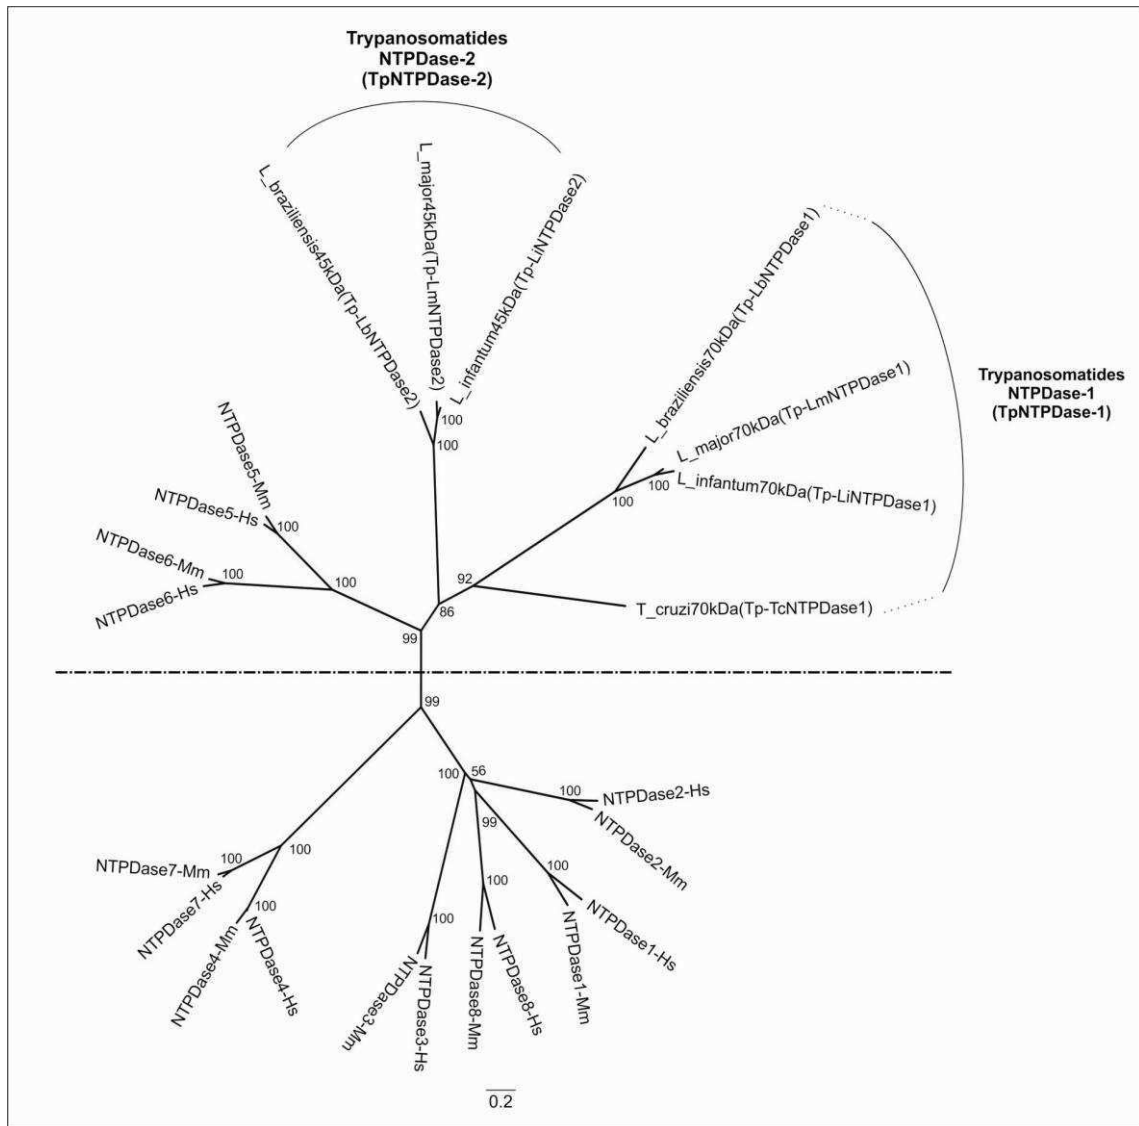 Trypanosomatides
NTPDase-2
(TpNTPDase-2)
L_braziliensis45kDa(Tp-LbNTPDase2)
L_major45kDa(Tp-LmNTPDase2)
L_infantum45kDa(Tp-LiNTPDase2)
L_braziliensis70kDa(Tp-LbNTPDase1)
L_major70kDa(Tp-LmNTPDase1)
L_infantum70kDa(Tp-LiNTPDase1)
T_cruzi70kDa(Tp-TcNTPDase1)
Trypanosomatides
NTPDase-1
(TpNTPDase-1)
100
100
100
100
92
86
99
NTPDase5-Mm
NTPDase5-Hs
100
NTPDase6-Mm
NTPDase6-Hs
100
100
99
100
56
99
100
NTPDase2-Hs
NTPDase2-Mm
100
NTPDase1-Hs
NTPDase1-Mm
100
NTPDase8-Hs
NTPDase8-Mm
100
NTPDase3-Hs
NTPDase3-Mm
100
100
NTPDase7-Mm
NTPDase7-Hs
100
NTPDase4-Mm
NTPDase4-Hs
0.2